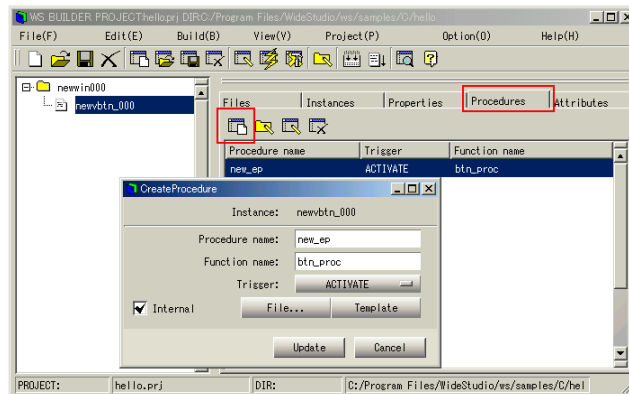 WS BUILDER PROJECT:hello.prj DIR:C:/Program Files/WideStudio/ws/samples/C/hello
File(F) Edit(E) Build(B) View(V) Project(P) Option(O) Help(H)
newwin000
newvbtn_000
Files Instances Properties Procedures Attributes
Procedure name Trigger Function name
new_ep ACTIVATE btn_proc
CreateProcedure
Instance: newvbtn_000
Procedure name: new_ep
Function name: btn_proc
Trigger: ACTIVATE
Internal File... Template
Update Cancel
PROJECT: hello.prj DIR: C:/Program Files/WideStudio/ws/samples/C/hel